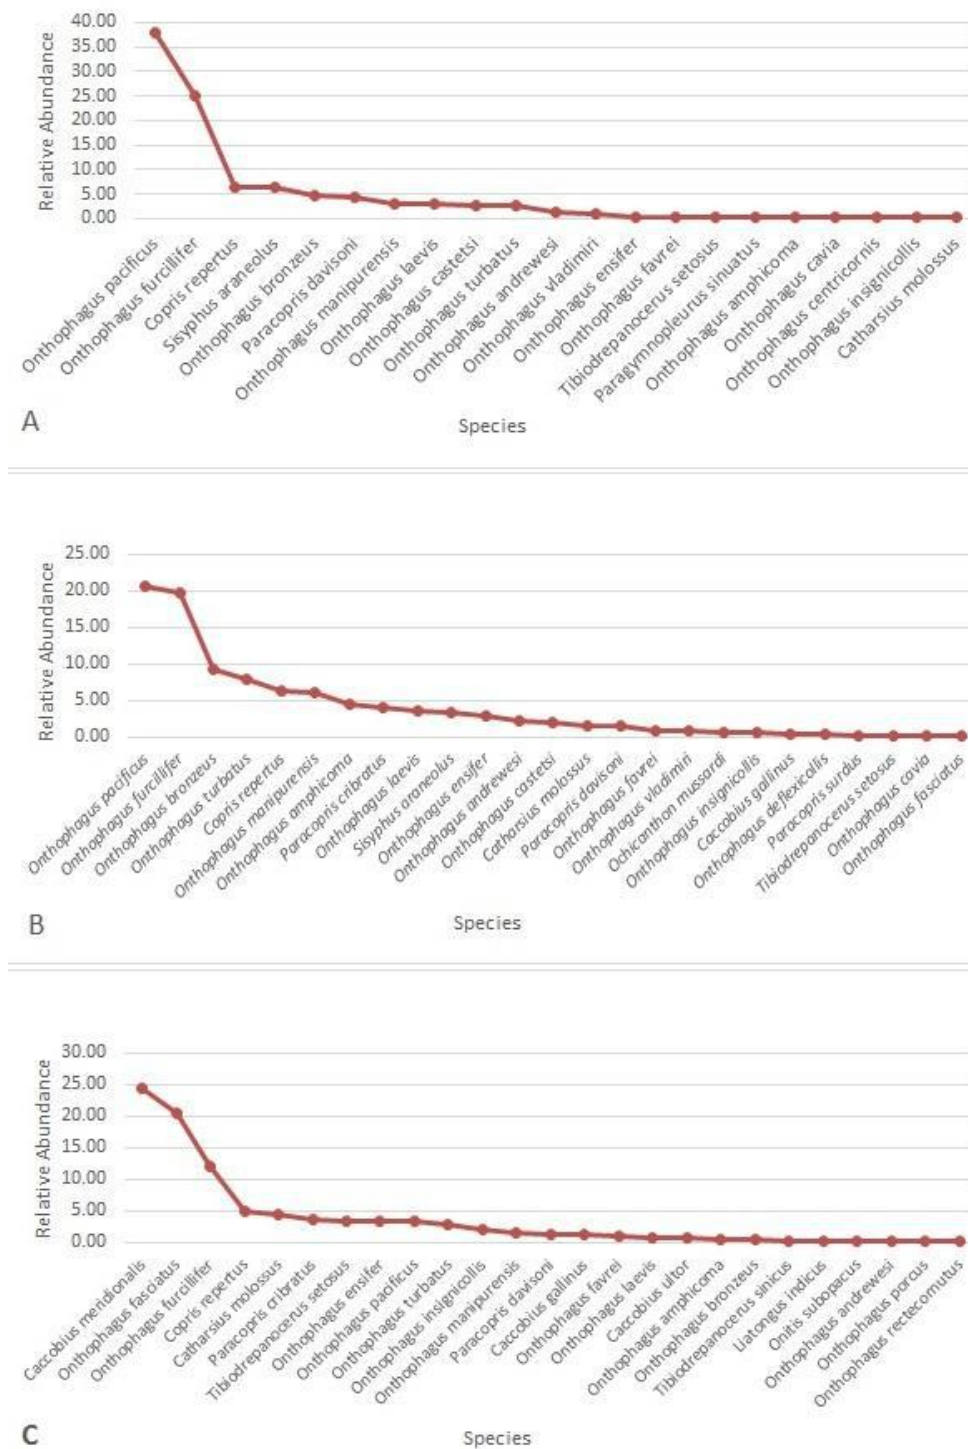 40.00
35.00
30.00
25.00
20.00
15.00
10.00
5.00
0.00
Relative Abundance
Onthophagus pacificus
Onthophagus furcillifer
Copris repertus
Sisyphus araneolus
Onthophagus bronzeus
Paracopris davisoni
Onthophagus manipurensis
Onthophagus laevis
Onthophagus castetsi
Onthophagus turbatus
Onthophagus andrewesi
Onthophagus vladimiri
Onthophagus ensifer
Onthophagus favrei
Tibiodrepanocerus setosus
Paragymnopleurus sinuatus
Onthophagus amphicoma
Onthophagus cavia
Onthophagus centricornis
Onthophagus insignicollis
Catharsius molossus
A
Species
25.00
20.00
15.00
10.00
5.00
0.00
Relative Abundance
Onthophagus pacificus
Onthophagus furcillifer
Onthophagus bronzeus
Onthophagus turbatus
Copris repertus
Onthophagus manipurensis
Onthophagus amphicoma
Paracopris cribratus
Onthophagus laevis
Sisyphus araneolus
Onthophagus ensifer
Onthophagus andrewesi
Onthophagus castetsi
Catharsius molossus
Paracopris davisoni
Onthophagus favrei
Onthophagus vladimiri
Ochicanthon mussardi
Onthophagus insignicollis
Caccobius gallinus
Onthophagus deflexicollis
Paracopris surdus
Tibiodrepanocerus setosus
Onthophagus cavia
Onthophagus fasciatus
B
Species
30.00
25.00
20.00
15.00
10.00
5.00
0.00
Relative Abundance
Caccobius meridionalis
Onthophagus fasciatus
Onthophagus furcillifer
Copris repertus
Catharsius molossus
Paracopris cribratus
Tibiodrepanocerus setosus
Onthophagus ensifer
Onthophagus pacificus
Onthophagus turbatus
Onthophagus insignicollis
Onthophagus manipurensis
Paracopris davisoni
Caccobius gallinus
Onthophagus favrei
Onthophagus laevis
Caccobius ultor
Onthophagus amphicoma
Onthophagus bronzeus
Tibiodrepanocerus sinicus
Liatongus indicus
Onitis subopacus
Onthophagus andrewesi
Onthophagus porcus
Onthophagus rectecornutus
C
Species